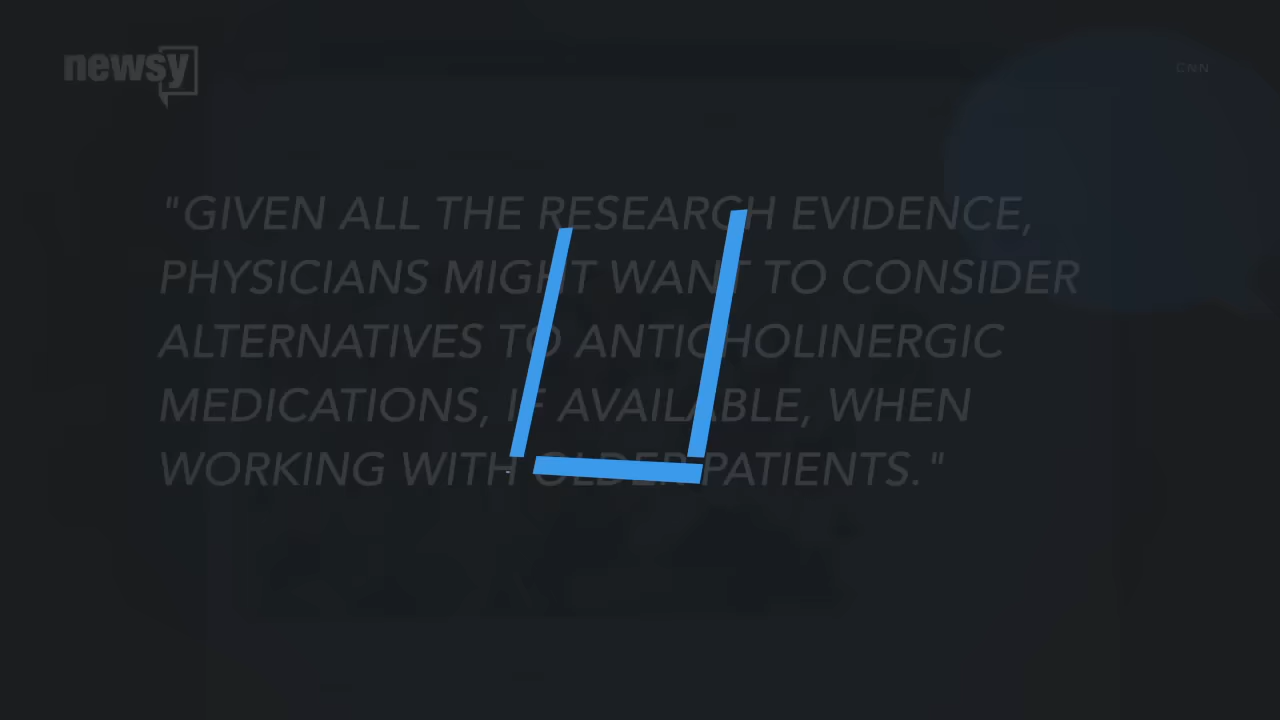 newsy
CNN
"GIVEN ALL THE RESEARCH EVIDENCE,
PHYSICIANS MIGHT WANT TO CONSIDER
ALTERNATIVES TO ANTICHOLINERGIC
MEDICATIONS, IF AVAILABLE, WHEN
WORKING WITH OLDER PATIENTS."